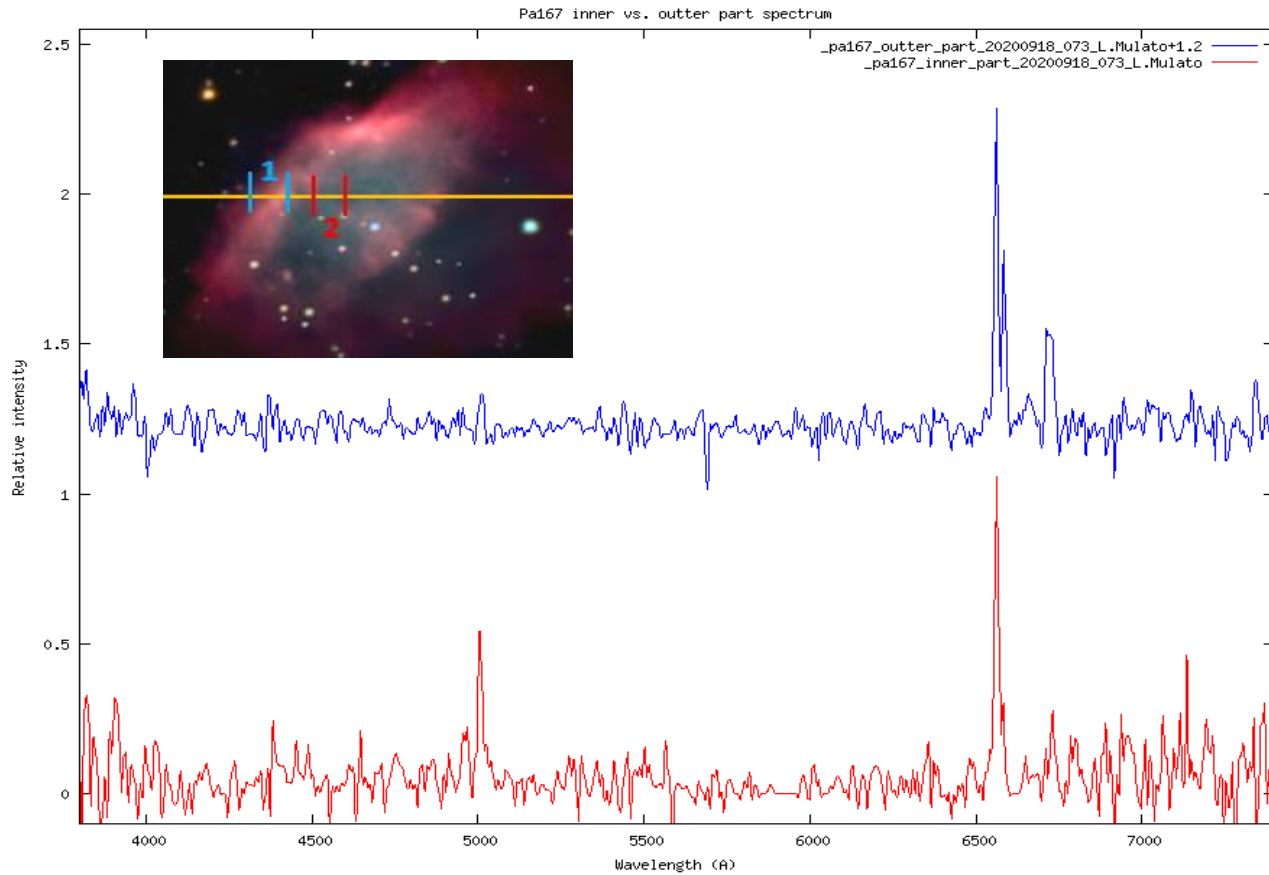 Pa167 inner vs. outter part spectrum
_pa167_outter_part_20200918_073_L.Mulato+1.2
_pa167_inner_part_20200918_073_L.Mulato
2.5
2
1.5
1
0.5
0
Relative intensity
1
2
4000 4500 5000 5500 6000 6500 7000
Wavelength (A)